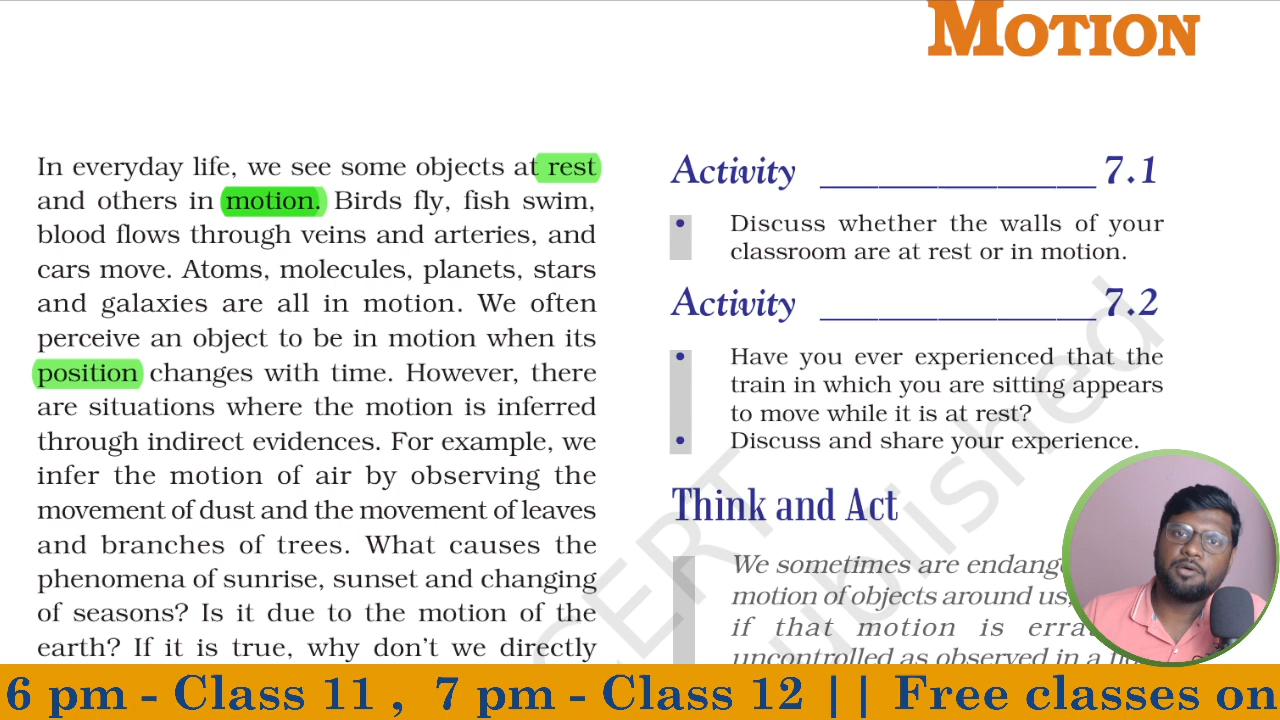 MOTION
In everyday life, we see some objects at rest
and others in motion. Birds fly, fish swim,
blood flows through veins and arteries, and
cars move. Atoms, molecules, planets, stars
and galaxies are all in motion. We often
perceive an object to be in motion when its
position changes with time. However, there
are situations where the motion is inferred
through indirect evidences. For example, we
infer the motion of air by observing the
movement of dust and the movement of leaves
and branches of trees. What causes the
phenomena of sunrise, sunset and changing
of seasons? Is it due to the motion of the
earth? If it is true, why don't we directly
Activity ________________ 7.1
• Discuss whether the walls of your
classroom are at rest or in motion.
Activity ________________ 7.2
• Have you ever experienced that the
train in which you are sitting appears
to move while it is at rest?
• Discuss and share your experience.
Think and Act
We sometimes are
motion of objects around us,
if that motion is
uncontrolled as observed in a
6 pm - Class 11 , 7 pm - Class 12 || Free classes on